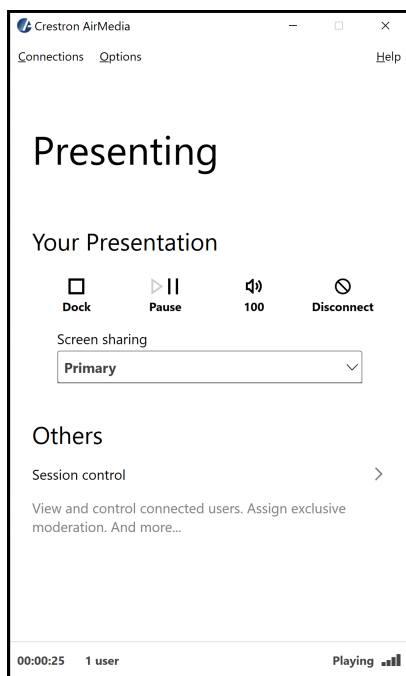 Crestron AirMedia
Connections Options Help
Presenting
Your Presentation
Dock Pause 100 Disconnect
Screen sharing
Primary
Others
Session control
View and control connected users. Assign exclusive
moderation. And more...
00:00:25 1 user Playing